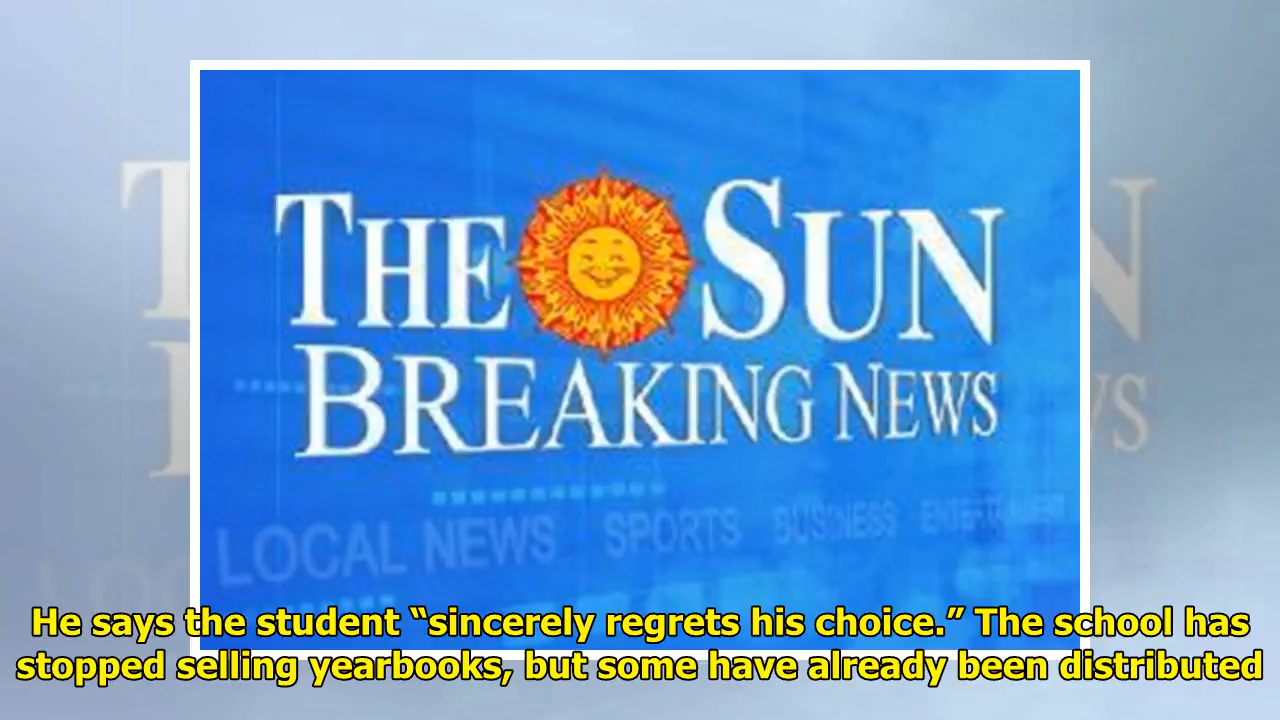 THE SUN
BREAKING NEWS
LOCAL NEWS SPORTS BUSINESS ENTERTAINMENT
He says the student “sincerely regrets his choice.” The school has
stopped selling yearbooks, but some have already been distributed